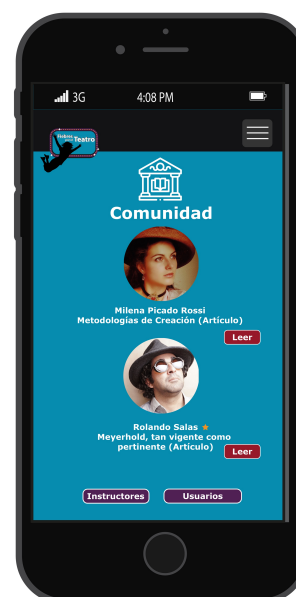 3G 4:08 PM
Fiebres
Teatro
Comunidad
Milena Picado Rossi
Metodologías de Creación (Artículo)
Leer
Rolando Salas
Meyerhold, tan vigente como
pertinente (Artículo)
Leer
Instructores Usuarios